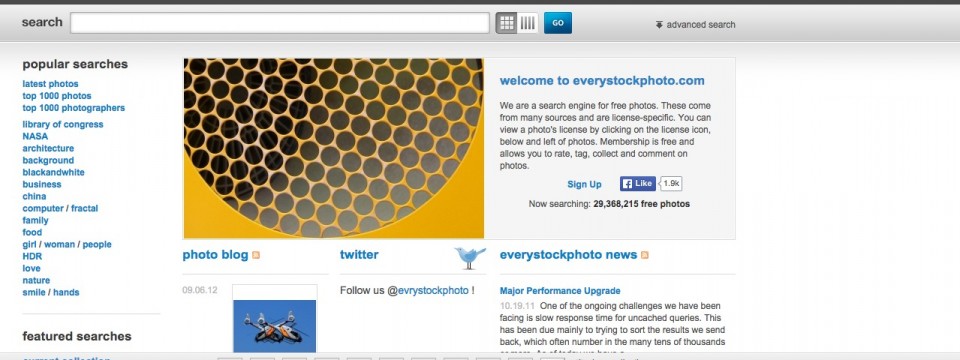 search
GO
advanced search
popular searches
latest photos
top 1000 photos
top 1000 photographers
library of congress
NASA
architecture
background
blackandwhite
business
china
computer / fractal
family
food
girl / woman / people
HDR
love
nature
smile / hands
featured searches
welcome to everystockphoto.com
We are a search engine for free photos. These come
from many sources and are license-specific. You can
view a photo's license by clicking on the license icon,
below and left of photos. Membership is free and
allows you to rate, tag, collect and comment on
photos.
Sign Up
Like
1.9k
Now searching: 29,368,215 free photos
photo blog
09.06.12
twitter
Follow us @evrystockphoto !
everystockphoto news
Major Performance Upgrade
10.19.11 One of the ongoing challenges we have been
facing is slow response time for uncached queries. This
has been due mainly to trying to sort the results we send
back, which often number in the many tens of thousands